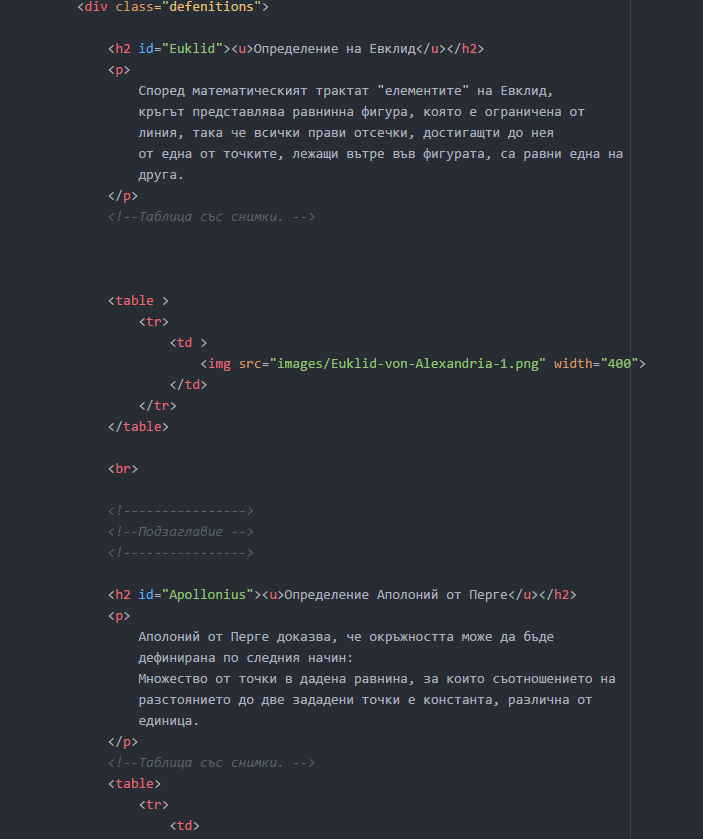 <div class="defenitions">
<h2 id="Euklid"><u>Определение на Евклид</u></h2>
<p>
Според математическият трактат "елементите" на Евклид,
кръгът представлява равнинна фигура, която е ограничена от
линия, така че всички прави отсечки, достигащти до нея
от една от точките, лежащи вътре във фигурата, са равни една на
друга.
</p>
<!--Таблица със снимки. -->
<table >
<tr>
<td >
<img src="images/Euklid-von-Alexandria-1.png" width="400">
</td>
</tr>
</table>
<br>
<!---------------->
<!--Подзаглавие -->
<!---------------->
<h2 id="Apollonius"><u>Определение Аполоний от Перге</u></h2>
<p>
Аполоний от Перге доказва, че окръжността може да бъде
дефинирана по следния начин:
Множество от точки в дадена равнина, за които съотношението на
разстоянието до две зададени точки е константа, различна от
единица.
</p>
<!--Таблица със снимки. -->
<table>
<tr>
<td>